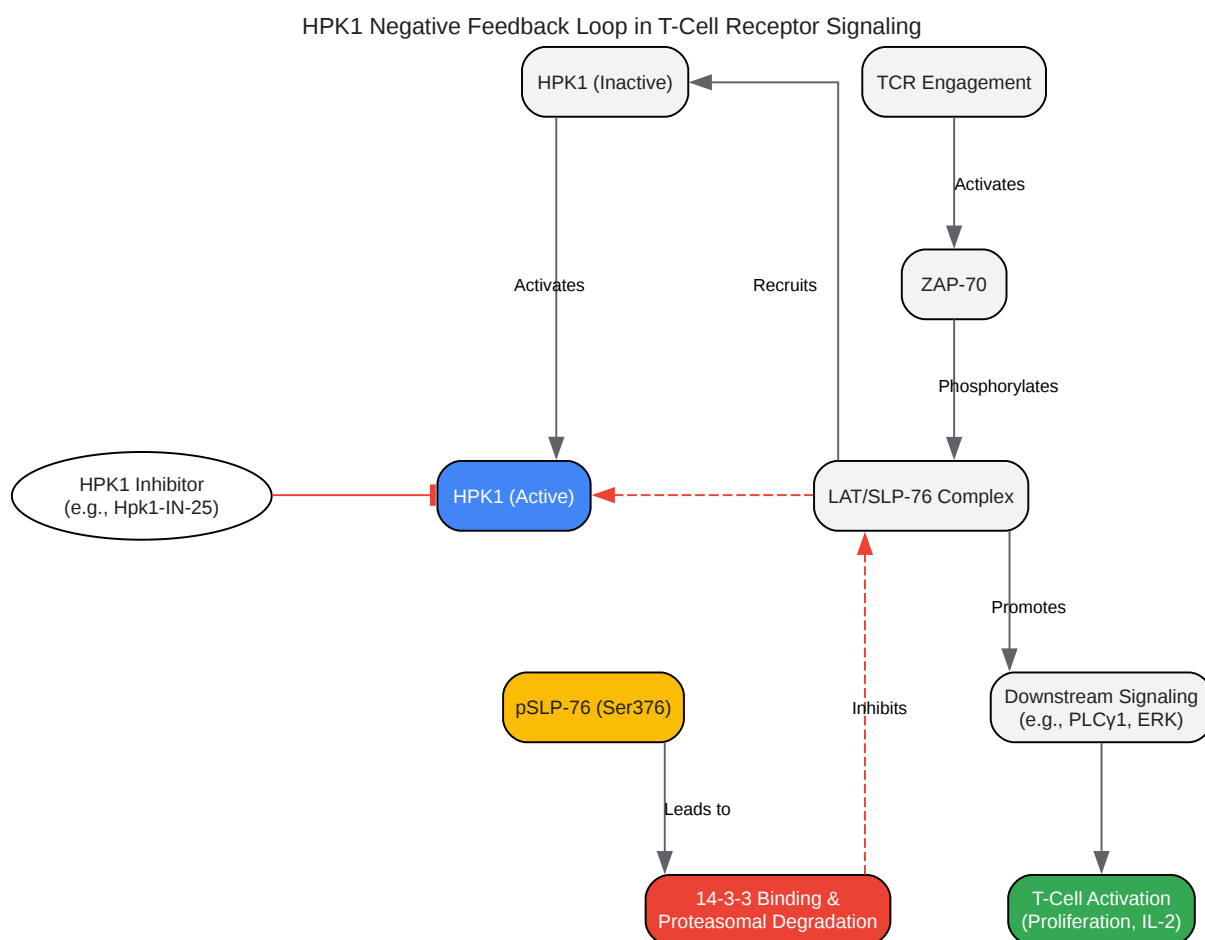 HPK1 Negative Feedback Loop in T-Cell Receptor Signaling
HPK1 (Inactive)
TCR Engagement
Activates
ZAP-70
Activates
Recruits
Phosphorylates
HPK1 Inhibitor
(e.g., Hpk1-IN-25)
HPK1 (Active)
LAT/SLP-76 Complex
Promotes
pSLP-76 (Ser376)
Inhibits
Downstream Signaling
(e.g., PLCγ1, ERK)
Leads to
14-3-3 Binding &
Proteasomal Degradation
T-Cell Activation
(Proliferation, IL-2)